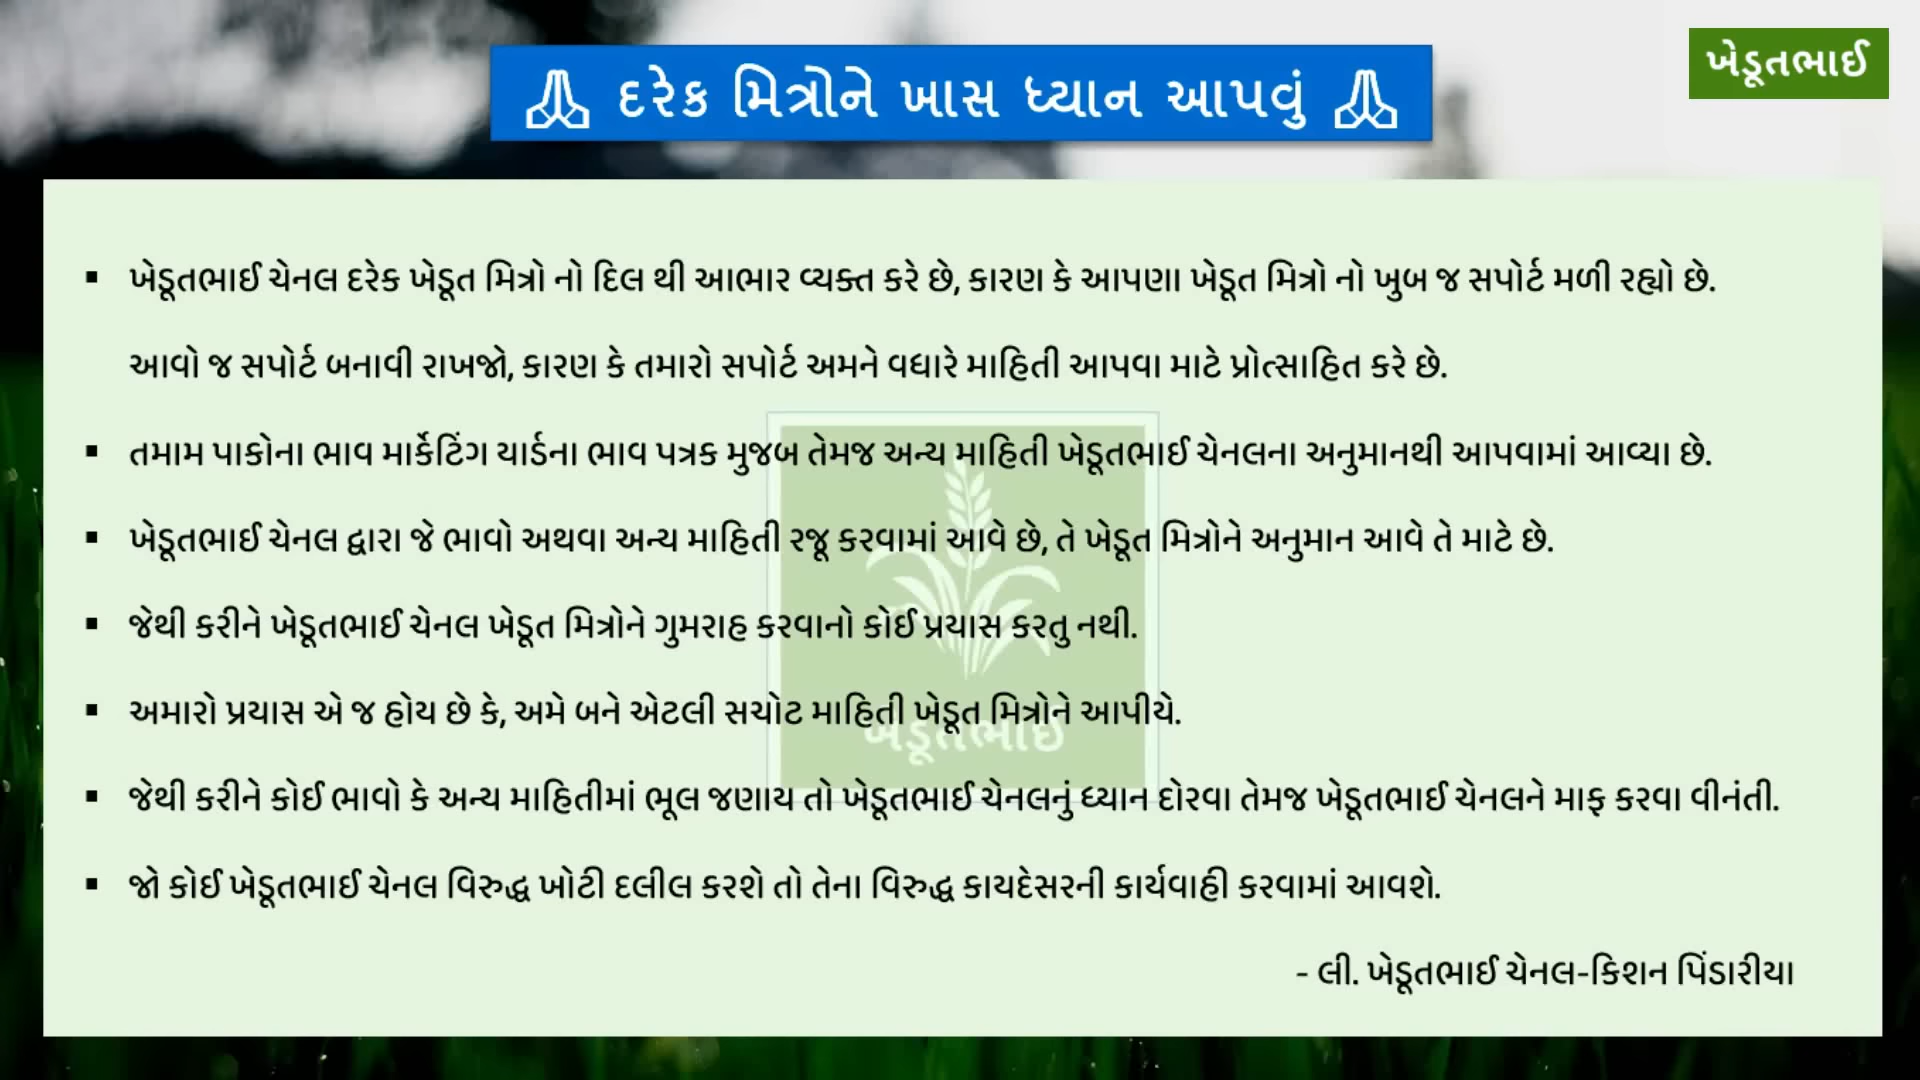 ખેડૂતભાઈ
🙏 દરેક મિત્રોને ખાસ ધ્યાન આપવું 🙏
▪ ખેડૂતભાઈ ચેનલ દરેક ખેડૂત મિત્રો નો દિલ થી આભાર વ્યક્ત કરે છે, કારણ કે આપણા ખેડૂત મિત્રો નો ખુબ જ સપોર્ટ મળી રહ્યો છે.
આવો જ સપોર્ટ બનાવી રાખજો, કારણ કે તમારો સપોર્ટ અમને વધારે માહિતી આપવા માટે પ્રોત્સાહિત કરે છે.
▪ તમામ પાકોના ભાવ માર્કેટિંગ યાર્ડના ભાવ પત્રક મુજબ તેમજ અન્ય માહિતી ખેડૂતભાઈ ચેનલના અનુમાનથી આપવામાં આવ્યા છે.
▪ ખેડૂતભાઈ ચેનલ દ્વારા જે ભાવો અથવા અન્ય માહિતી રજૂ કરવામાં આવે છે, તે ખેડૂત મિત્રોને અનુમાન આવે તે માટે છે.
▪ જેથી કરીને ખેડૂતભાઈ ચેનલ ખેડૂત મિત્રોને ગુમરાહ કરવાનો કોઈ પ્રયાસ કરતુ નથી.
▪ અમારો પ્રયાસ એ જ હોય છે કે, અમે બને એટલી સચોટ માહિતી ખેડૂત મિત્રોને આપીયે.
ખેડૂતભાઈ
▪ જેથી કરીને કોઈ ભાવો કે અન્ય માહિતીમાં ભૂલ જણાય તો ખેડૂતભાઈ ચેનલનું ધ્યાન દોરવા તેમજ ખેડૂતભાઈ ચેનલને માફ કરવા વીનંતી.
▪ જો કોઈ ખેડૂતભાઈ ચેનલ વિરુદ્ધ ખોટી દલીલ કરશે તો તેના વિરુદ્ધ કાયદેસરની કાર્યવાહી કરવામાં આવશે.
- લી. ખેડૂતભાઈ ચેનલ-કિશન પિંડારીયા